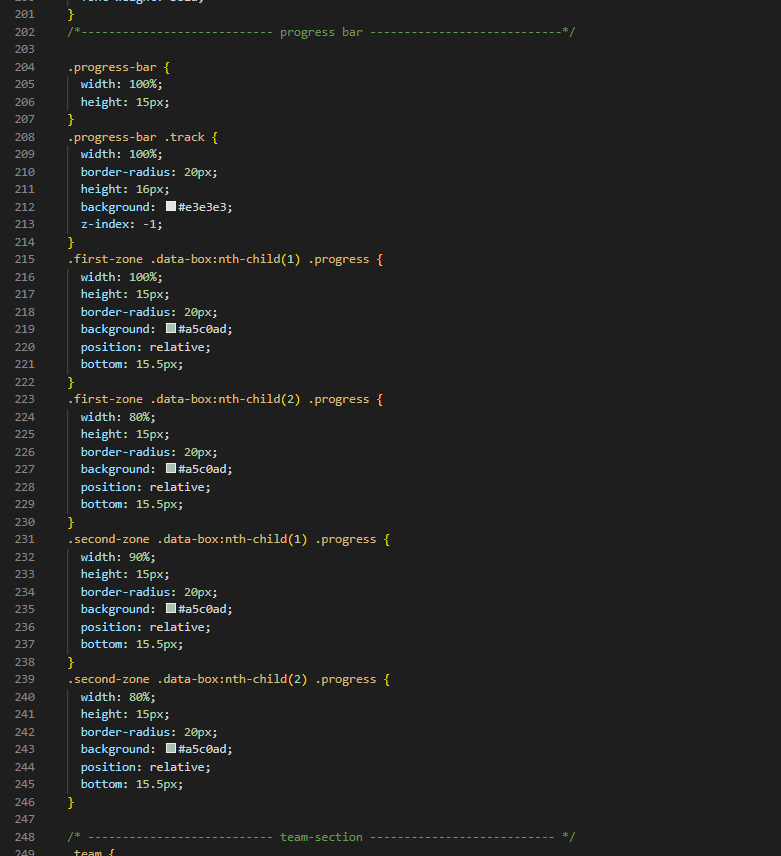 201 }
202 /*---------------------------- progress bar ----------------------------*/
203
204 .progress-bar {
205 width: 100%;
206 height: 15px;
207 }
208 .progress-bar .track {
209 width: 100%;
210 border-radius: 20px;
211 height: 16px;
212 background: #e3e3e3;
213 z-index: -1;
214 }
215 .first-zone .data-box:nth-child(1) .progress {
216 width: 100%;
217 height: 15px;
218 border-radius: 20px;
219 background: #a5c0ad;
220 position: relative;
221 bottom: 15.5px;
222 }
223 .first-zone .data-box:nth-child(2) .progress {
224 width: 80%;
225 height: 15px;
226 border-radius: 20px;
227 background: #a5c0ad;
228 position: relative;
229 bottom: 15.5px;
230 }
231 .second-zone .data-box:nth-child(1) .progress {
232 width: 90%;
233 height: 15px;
234 border-radius: 20px;
235 background: #a5c0ad;
236 position: relative;
237 bottom: 15.5px;
238 }
239 .second-zone .data-box:nth-child(2) .progress {
240 width: 80%;
241 height: 15px;
242 border-radius: 20px;
243 background: #a5c0ad;
244 position: relative;
245 bottom: 15.5px;
246 }
247
248 /* --------------------------- team-section --------------------------- */
249 .team {